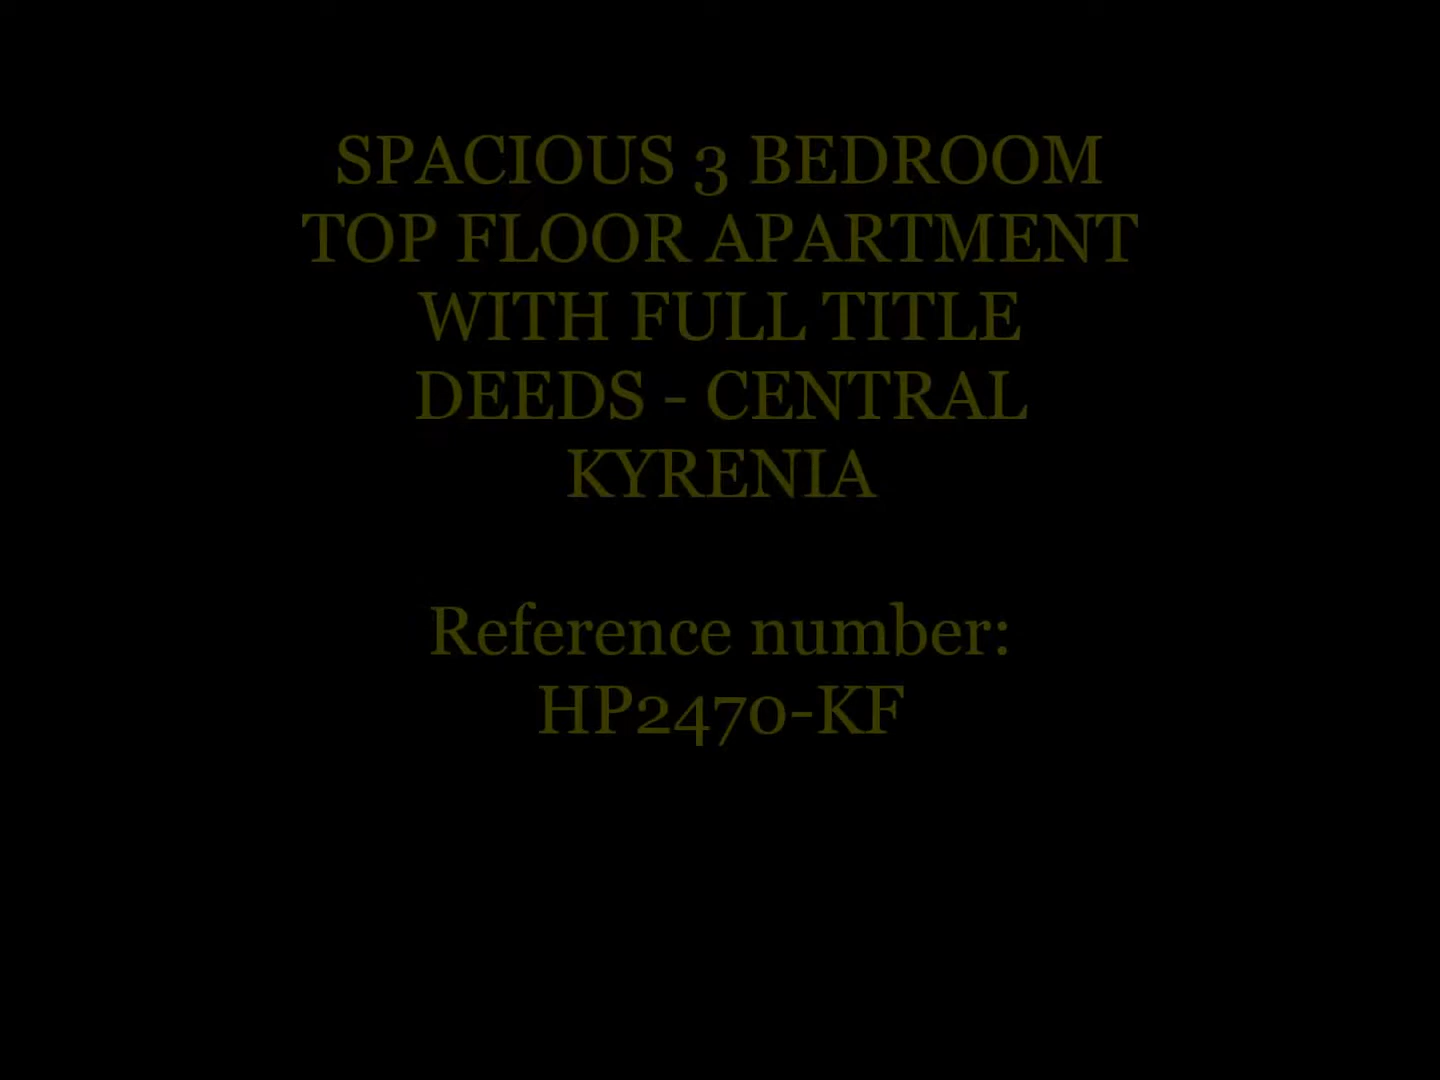 SPACIOUS 3 BEDROOM
TOP FLOOR APARTMENT
WITH FULL TITLE
DEEDS - CENTRAL
KYRENIA
Reference number:
HP2470-KF